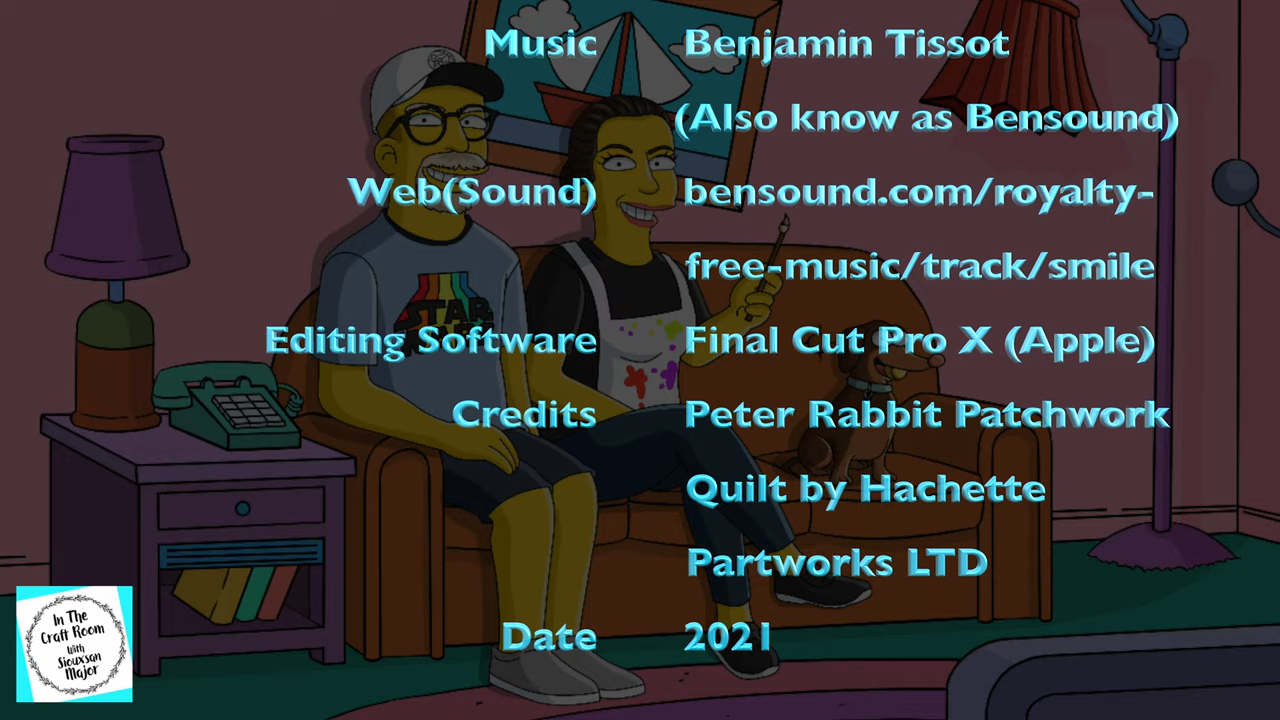 Music Benjamin Tissot
(Also know as Bensound)
Web(Sound) bensound.com/royalty-
free-music/track/smile
Editing Software Final Cut Pro X (Apple)
Credits Peter Rabbit Patchwork
Quilt by Hachette
Partworks LTD
Date 2021
STAR
In The
Craft Room
With
Siouxsan
Major